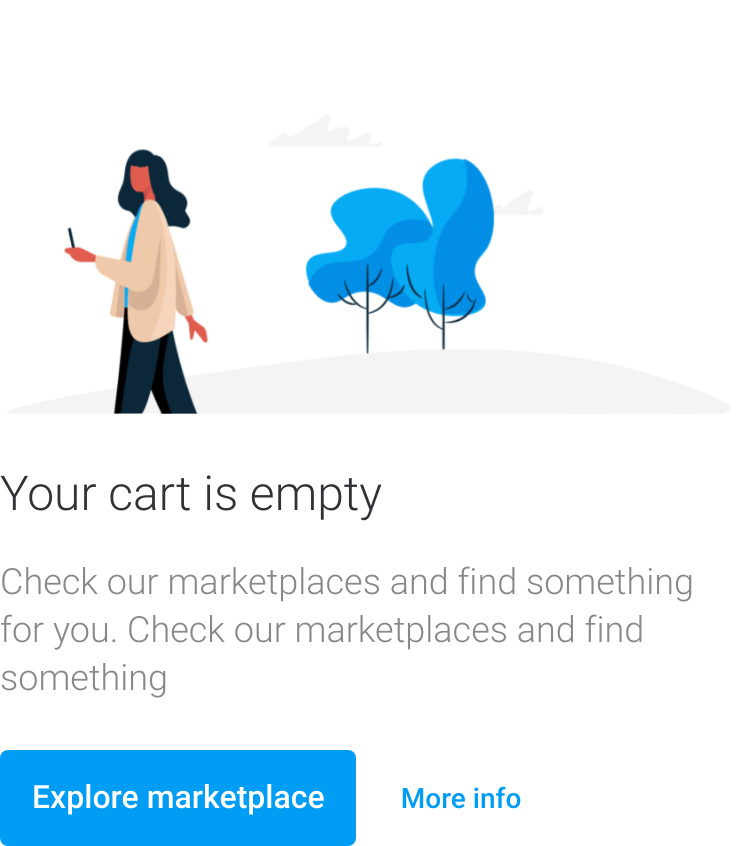 Your cart is empty
Check our marketplaces and find something
for you. Check our marketplaces and find
something
Explore marketplace
More info